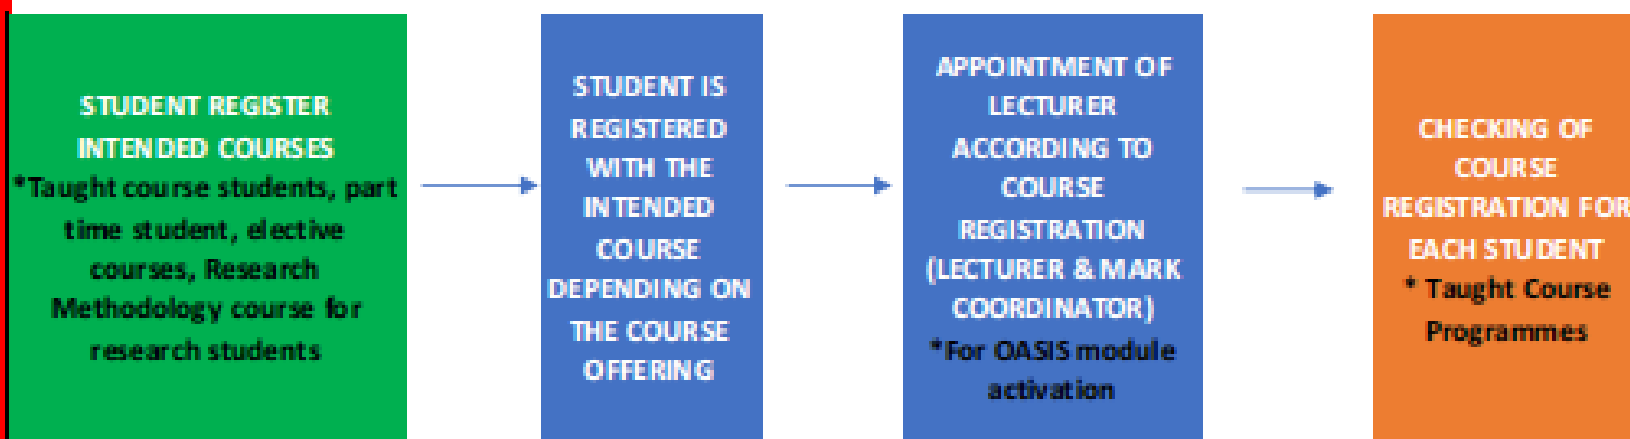 STUDENT REGISTER
INTENDED COURSES
*Taught course students, part
time student, elective
courses, Research
Methodology course for
research students
STUDENT IS
REGISTERED
WITH THE
INTENDED
COURSE
DEPENDING ON
THE COURSE
OFFERING
APPOINTMENT OF
LECTURER
ACCORDING TO
COURSE
REGISTRATION
(LECTURER & MARK
COORDINATOR)
*For OASIS module
activation
CHECKING OF
COURSE
REGISTRATION FOR
EACH STUDENT
* Taught Course
Programmes